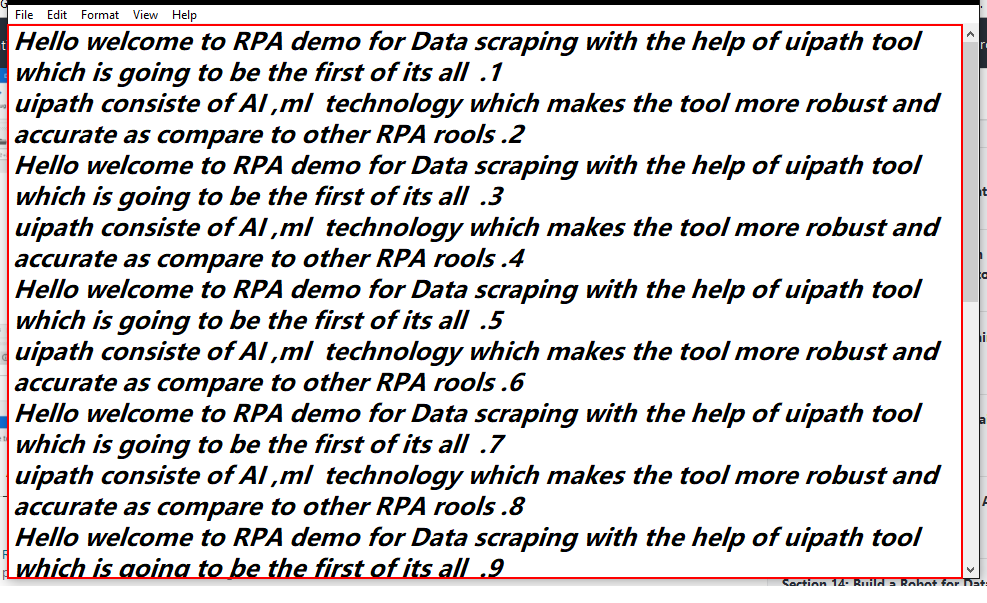 File Edit Format View Help
Hello welcome to RPA demo for Data scraping with the help of uipath tool
which is going to be the first of its all  .1
uipath consiste of AI ,ml  technology which makes the tool more robust and
accurate as compare to other RPA rools .2
Hello welcome to RPA demo for Data scraping with the help of uipath tool
which is going to be the first of its all  .3
uipath consiste of AI ,ml  technology which makes the tool more robust and
accurate as compare to other RPA rools .4
Hello welcome to RPA demo for Data scraping with the help of uipath tool
which is going to be the first of its all  .5
uipath consiste of AI ,ml  technology which makes the tool more robust and
accurate as compare to other RPA rools .6
Hello welcome to RPA demo for Data scraping with the help of uipath tool
which is going to be the first of its all  .7
uipath consiste of AI ,ml  technology which makes the tool more robust and
accurate as compare to other RPA rools .8
Hello welcome to RPA demo for Data scraping with the help of uipath tool
which is going to be the first of its all  .9
Section 14: Build a Robot for Data